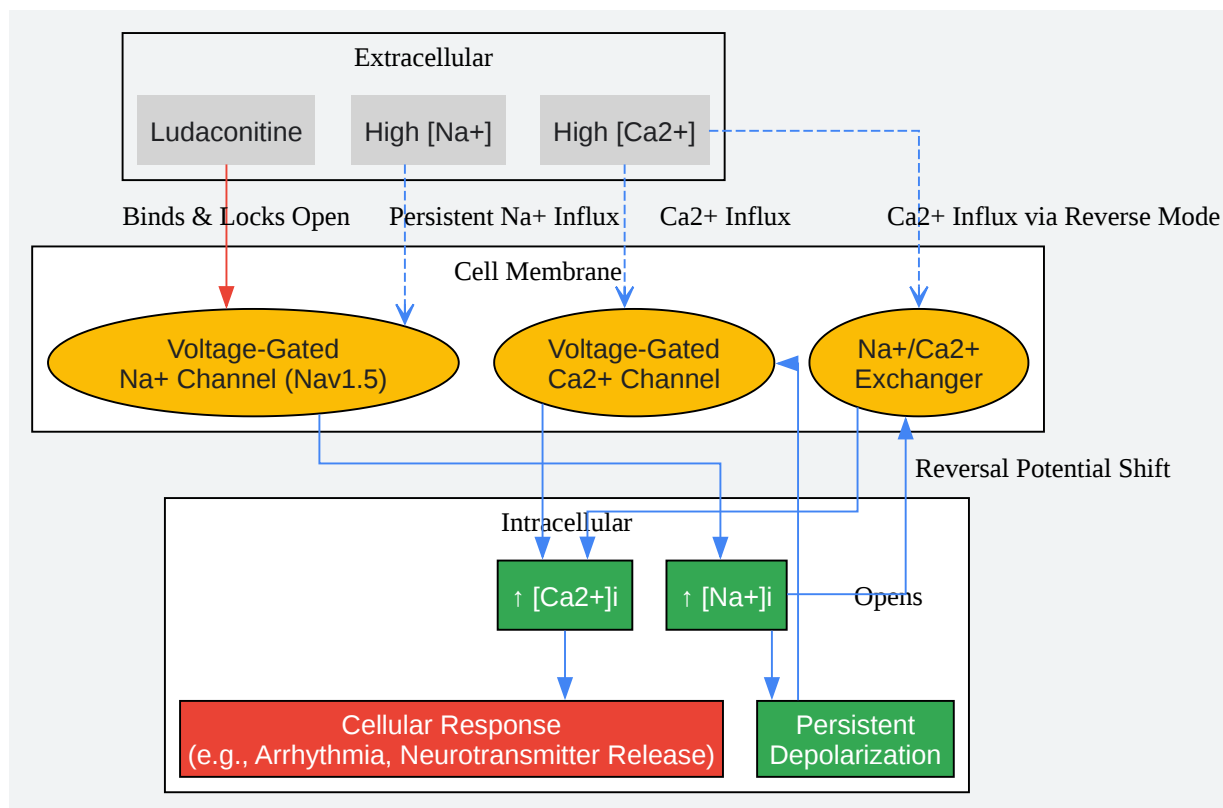 Extracellular
Ludaconitine
High [Na+]
High [Ca2+]
Binds & Locks Open
Persistent Na+ Influx
Ca2+ Influx
Ca2+ Influx via Reverse Mode
Cell Membrane
Voltage-Gated
Na+ Channel (Nav1.5)
Voltage-Gated
Ca2+ Channel
Na+/Ca2+
Exchanger
Reversal Potential Shift
Intracellular
↑ [Ca2+]i
↑ [Na+]i
Opens
Cellular Response
(e.g., Arrhythmia, Neurotransmitter Release)
Persistent
Depolarization